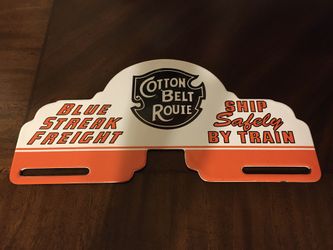 COTTON
BELT
ROUTE
BLUE
STREAK
FREIGHT
SHIP
Safely
BY TRAIN